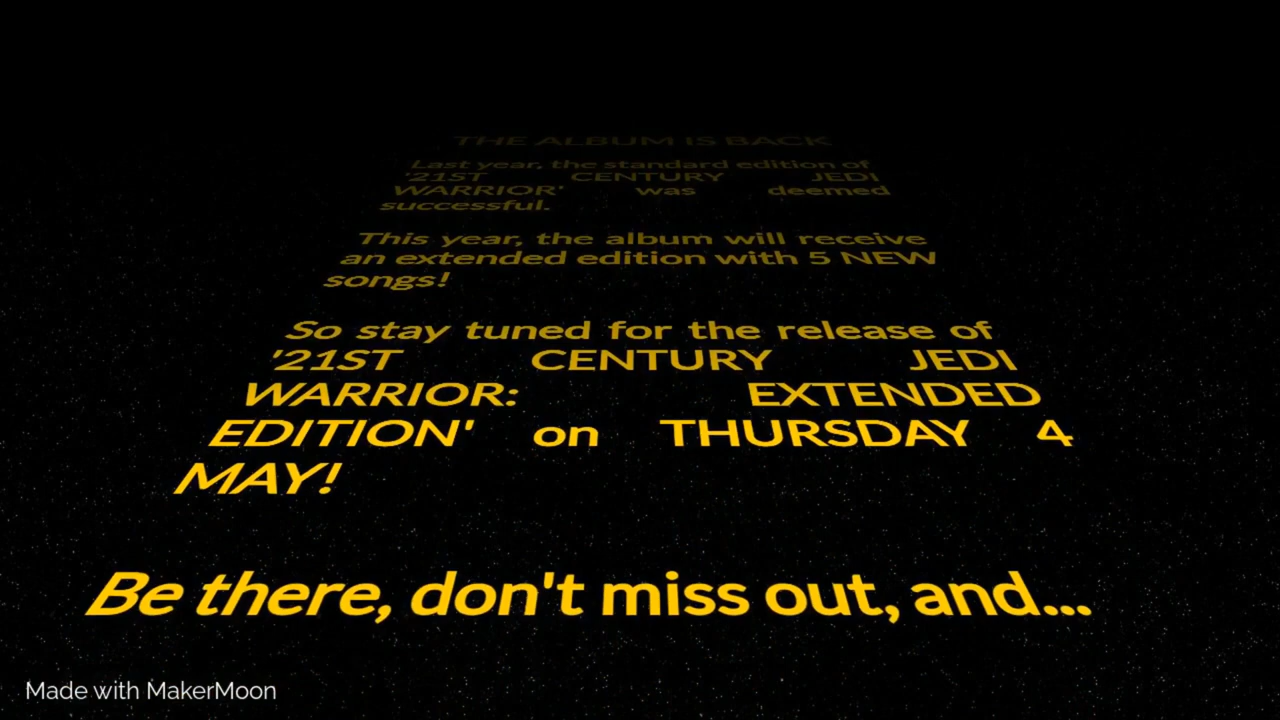 THE ALBUM IS BACK
Last year, the standard edition of
'21ST CENTURY JEDI
WARRIOR' was deemed
successful.
This year, the album will receive
an extended edition with 5 NEW
songs!
So stay tuned for the release of
'21ST CENTURY JEDI
WARRIOR: EXTENDED
EDITION' on THURSDAY 4
MAY!
Be there, don't miss out, and...
Made with MakerMoon